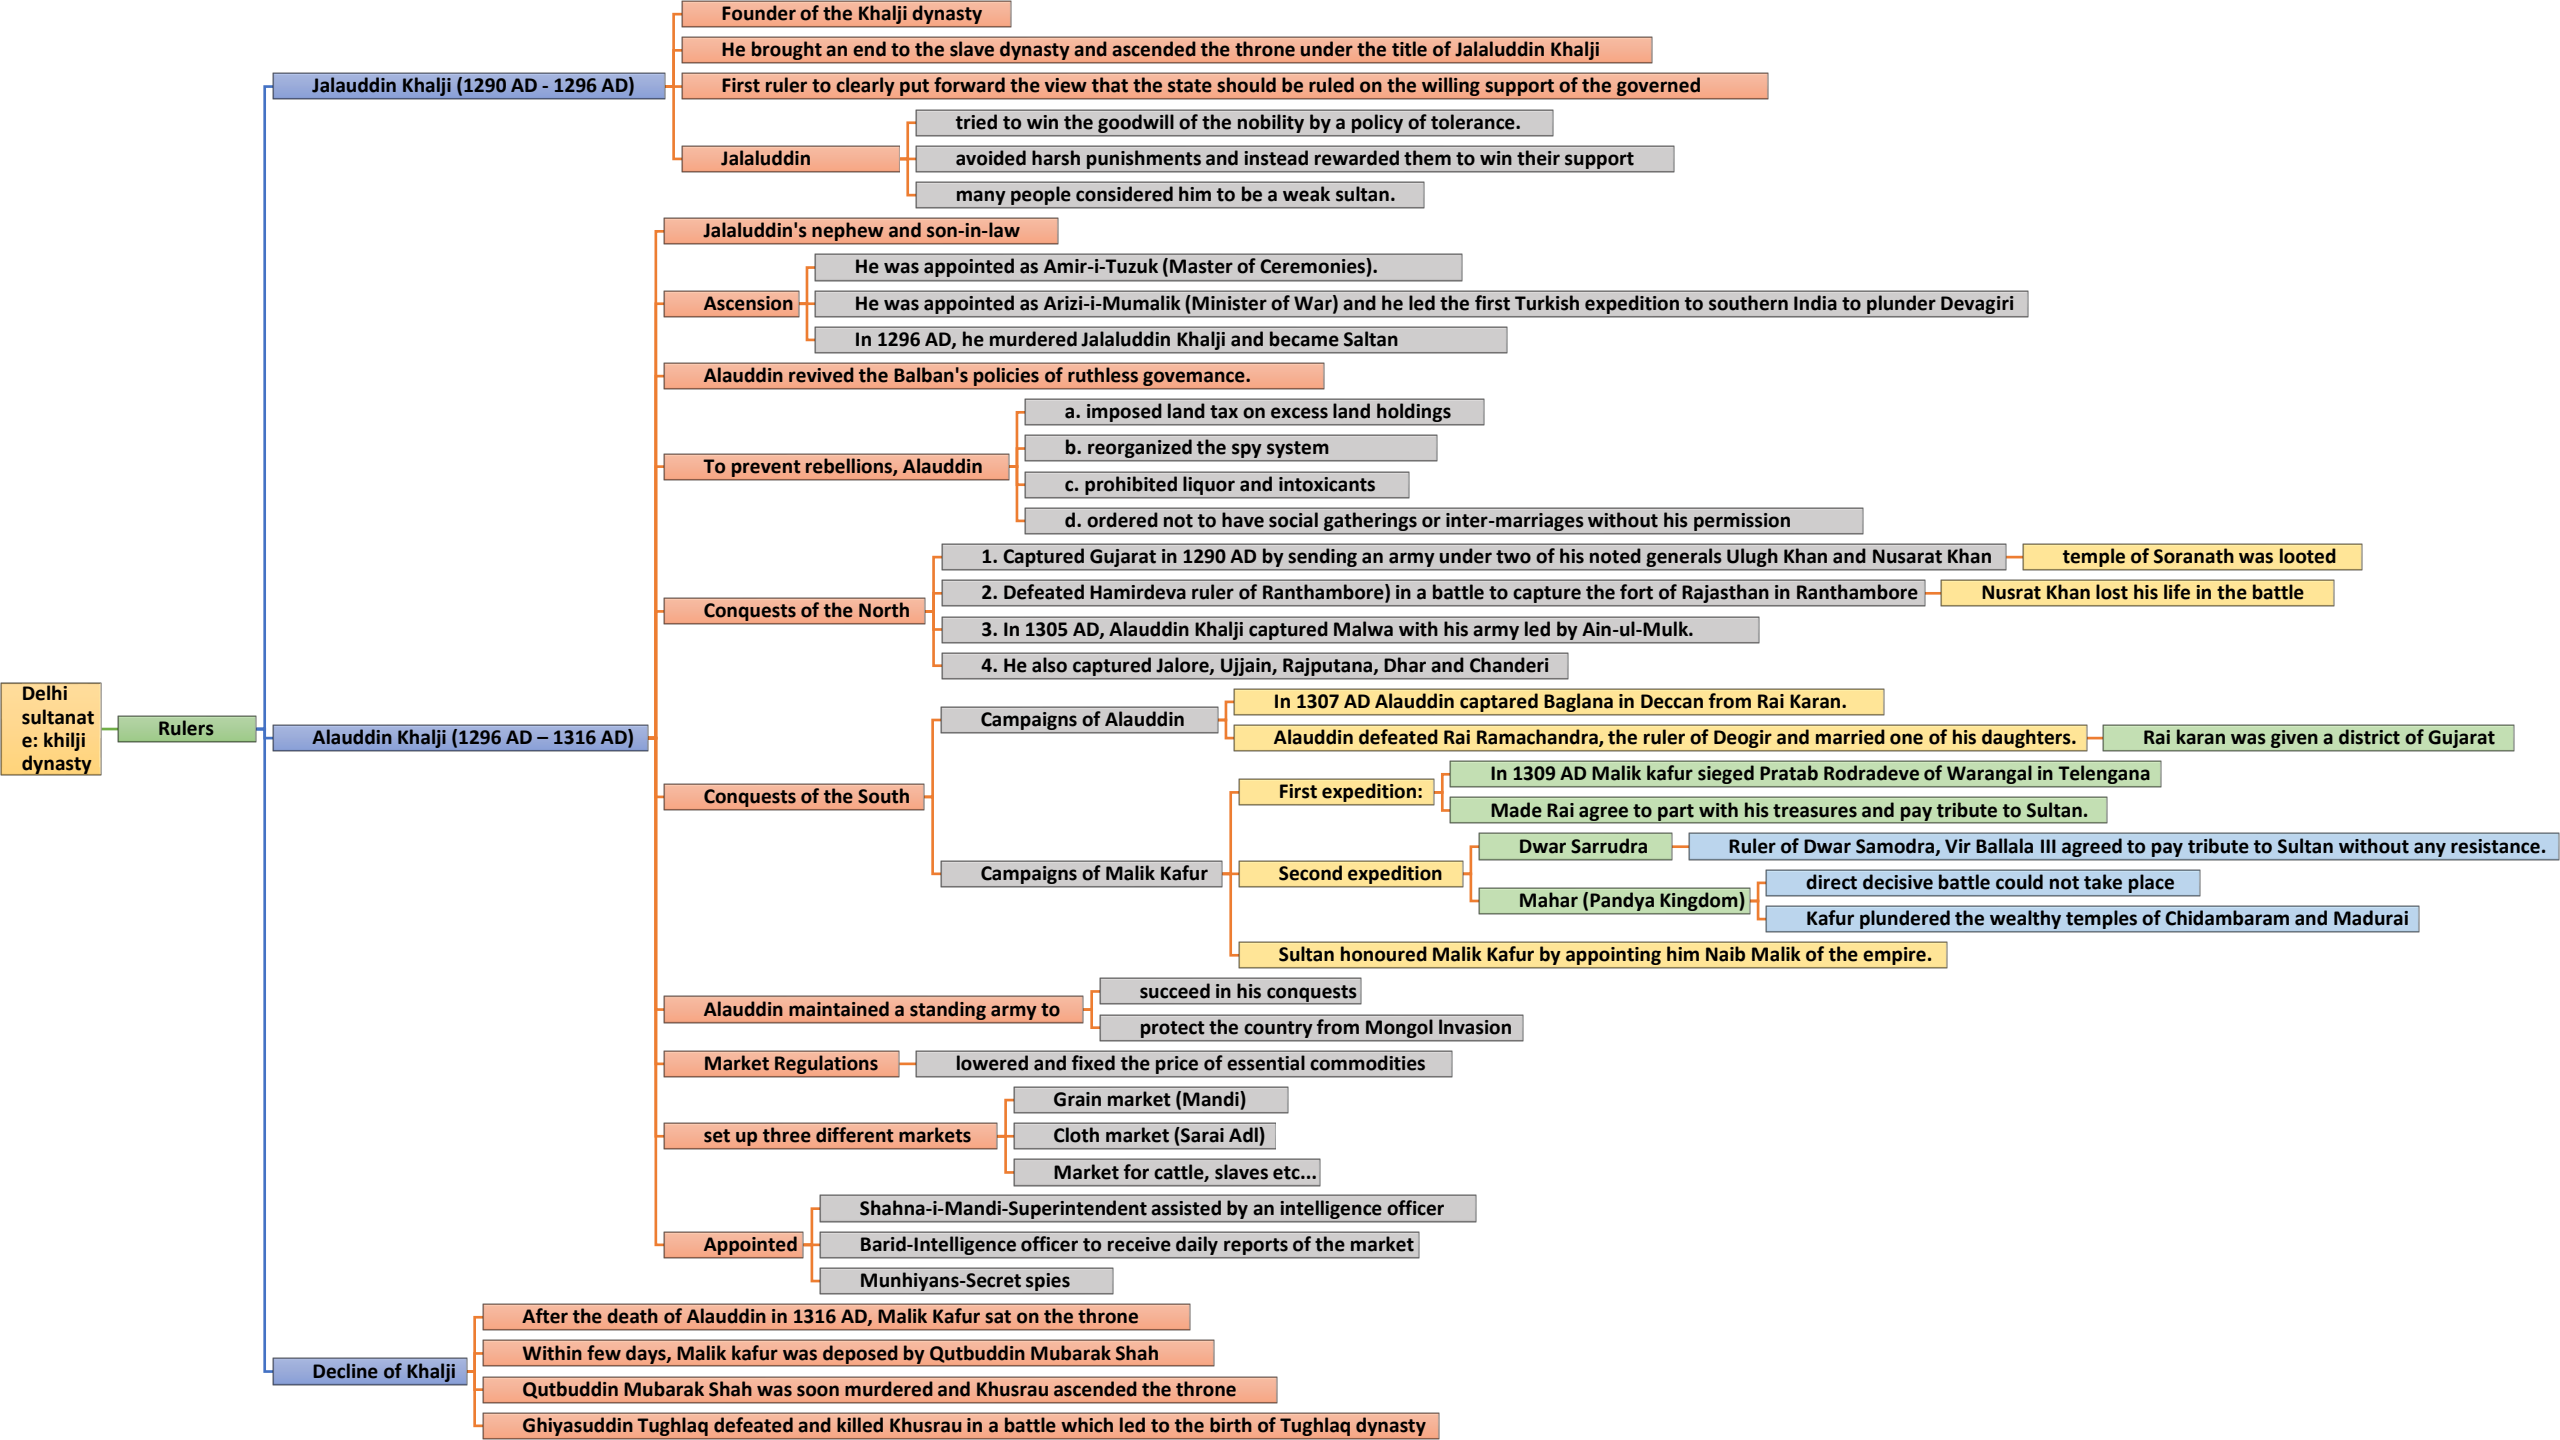 Founder of the Khalji dynasty
He brought an end to the slave dynasty and ascended the throne under the title of Jalaluddin Khalji
Jalauddin Khalji (1290 AD - 1296 AD)
First ruler to clearly put forward the view that the state should be ruled on the willing support of the governed
tried to win the goodwill of the nobility by a policy of tolerance.
Jalaluddin
avoided harsh punishments and instead rewarded them to win their support
many people considered him to be a weak sultan.
Jalaluddin's nephew and son-in-law
He was appointed as Amir-i-Tuzuk (Master of Ceremonies).
Ascension
He was appointed as Arizi-i-Mumalik (Minister of War) and he led the first Turkish expedition to southern India to plunder Devagiri
In 1296 AD, he murdered Jalaluddin Khalji and became Saltan
Alauddin revived the Balban's policies of ruthless govemance.
a. imposed land tax on excess land holdings
b. reorganized the spy system
To prevent rebellions, Alauddin
c. prohibited liquor and intoxicants
d. ordered not to have social gatherings or inter-marriages without his permission
1. Captured Gujarat in 1290 AD by sending an army under two of his noted generals Ulugh Khan and Nusarat Khan
temple of Soranath was looted
2. Defeated Hamirdeva ruler of Ranthambore) in a battle to capture the fort of Rajasthan in Ranthambore
Nusrat Khan lost his life in the battle
Conquests of the North
3. In 1305 AD, Alauddin Khalji captured Malwa with his army led by Ain-ul-Mulk.
4. He also captured Jalore, Ujjain, Rajputana, Dhar and Chanderi
Delhi
sultanat
e: khilji
dynasty
Rulers
Alauddin Khalji (1296 AD – 1316 AD)
Conquests of the South
Campaigns of Alauddin
In 1307 AD Alauddin captared Baglana in Deccan from Rai Karan.
Alauddin defeated Rai Ramachandra, the ruler of Deogir and married one of his daughters.
Rai karan was given a district of Gujarat
Campaigns of Malik Kafur
First expedition:
In 1309 AD Malik kafur sieged Pratab Rodradeve of Warangal in Telengana
Made Rai agree to part with his treasures and pay tribute to Sultan.
Second expedition
Dwar Sarrudra
Ruler of Dwar Samodra, Vir Ballala III agreed to pay tribute to Sultan without any resistance.
Mahar (Pandya Kingdom)
direct decisive battle could not take place
Kafur plundered the wealthy temples of Chidambaram and Madurai
Sultan honoured Malik Kafur by appointing him Naib Malik of the empire.
Alauddin maintained a standing army to
succeed in his conquests
protect the country from Mongol lnvasion
Market Regulations
lowered and fixed the price of essential commodities
set up three different markets
Grain market (Mandi)
Cloth market (Sarai Adl)
Market for cattle, slaves etc...
Appointed
Shahna-i-Mandi-Superintendent assisted by an intelligence officer
Barid-Intelligence officer to receive daily reports of the market
Munhiyans-Secret spies
Decline of Khalji
After the death of Alauddin in 1316 AD, Malik Kafur sat on the throne
Within few days, Malik kafur was deposed by Qutbuddin Mubarak Shah
Qutbuddin Mubarak Shah was soon murdered and Khusrau ascended the throne
Ghiyasuddin Tughlaq defeated and killed Khusrau in a battle which led to the birth of Tughlaq dynasty